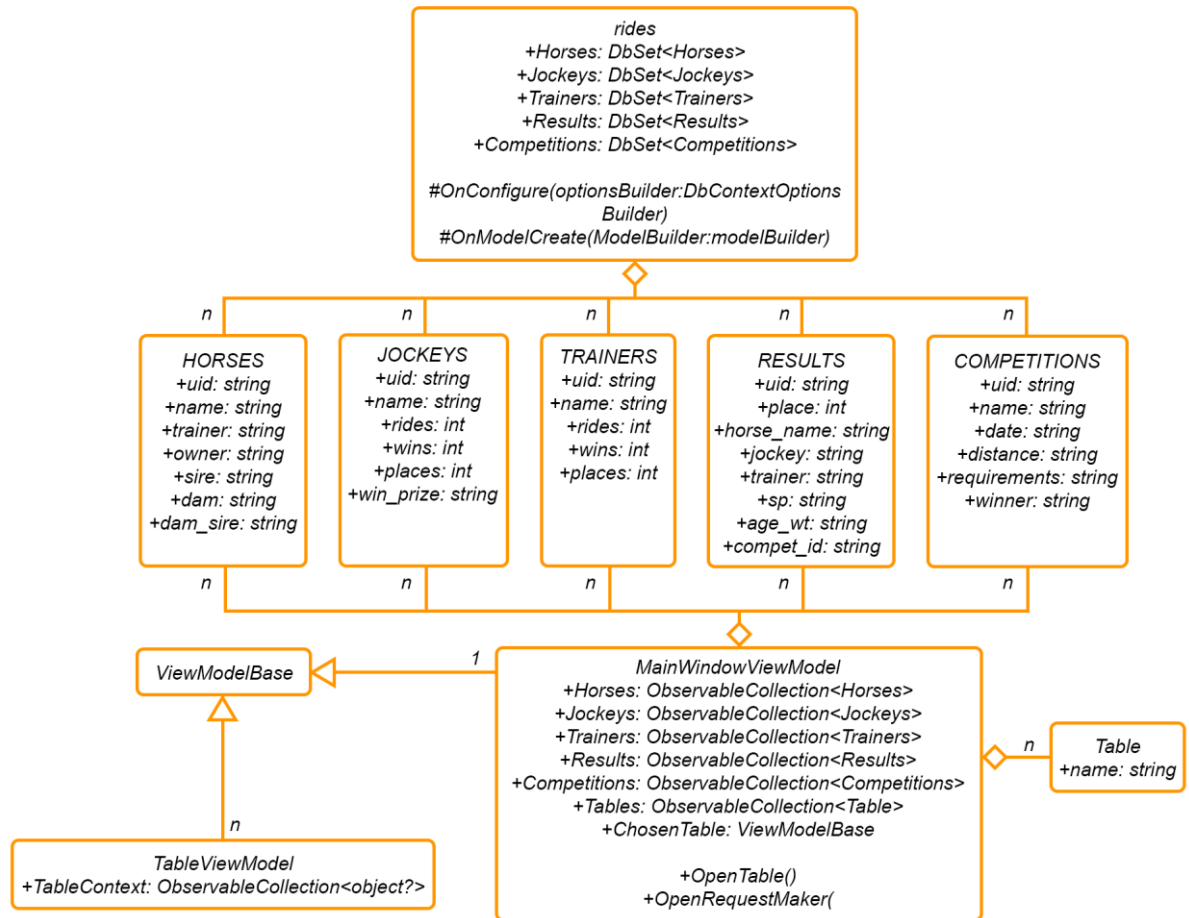 rides
+Horses: DbSet<Horses>
+Jockeys: DbSet<Jockeys>
+Trainers: DbSet<Trainers>
+Results: DbSet<Results>
+Competitions: DbSet<Competitions>
#OnConfigure(optionsBuilder:DbContextOptions
Builder)
#OnModelCreate(ModelBuilder:modelBuilder)
n
n
n
n
n
HORSES
+uid: string
+name: string
+trainer: string
+owner: string
+sire: string
+dam: string
+dam_sire: string
JOCKEYS
+uid: string
+name: string
+rides: int
+wins: int
+places: int
+win_prize: string
TRAINERS
+uid: string
+name: string
+rides: int
+wins: int
+places: int
RESULTS
+uid: string
+place: int
+horse_name: string
+jockey: string
+trainer: string
+sp: string
+age_wt: string
+compet_id: string
COMPETITIONS
+uid: string
+name: string
+date: string
+distance: string
+requirements: string
+winner: string
n
n
n
n
n
ViewModelBase
1
MainWindowViewModel
+Horses: ObservableCollection<Horses>
+Jockeys: ObservableCollection<Jockeys>
+Trainers: ObservableCollection<Trainers>
+Results: ObservableCollection<Results>
+Competitions: ObservableCollection<Competitions>
+Tables: ObservableCollection<Table>
+ChosenTable: ViewModelBase
+OpenTable()
+OpenRequestMaker(
n
Table
+name: string
n
TableViewModel
+TableContext: ObservableCollection<object?>